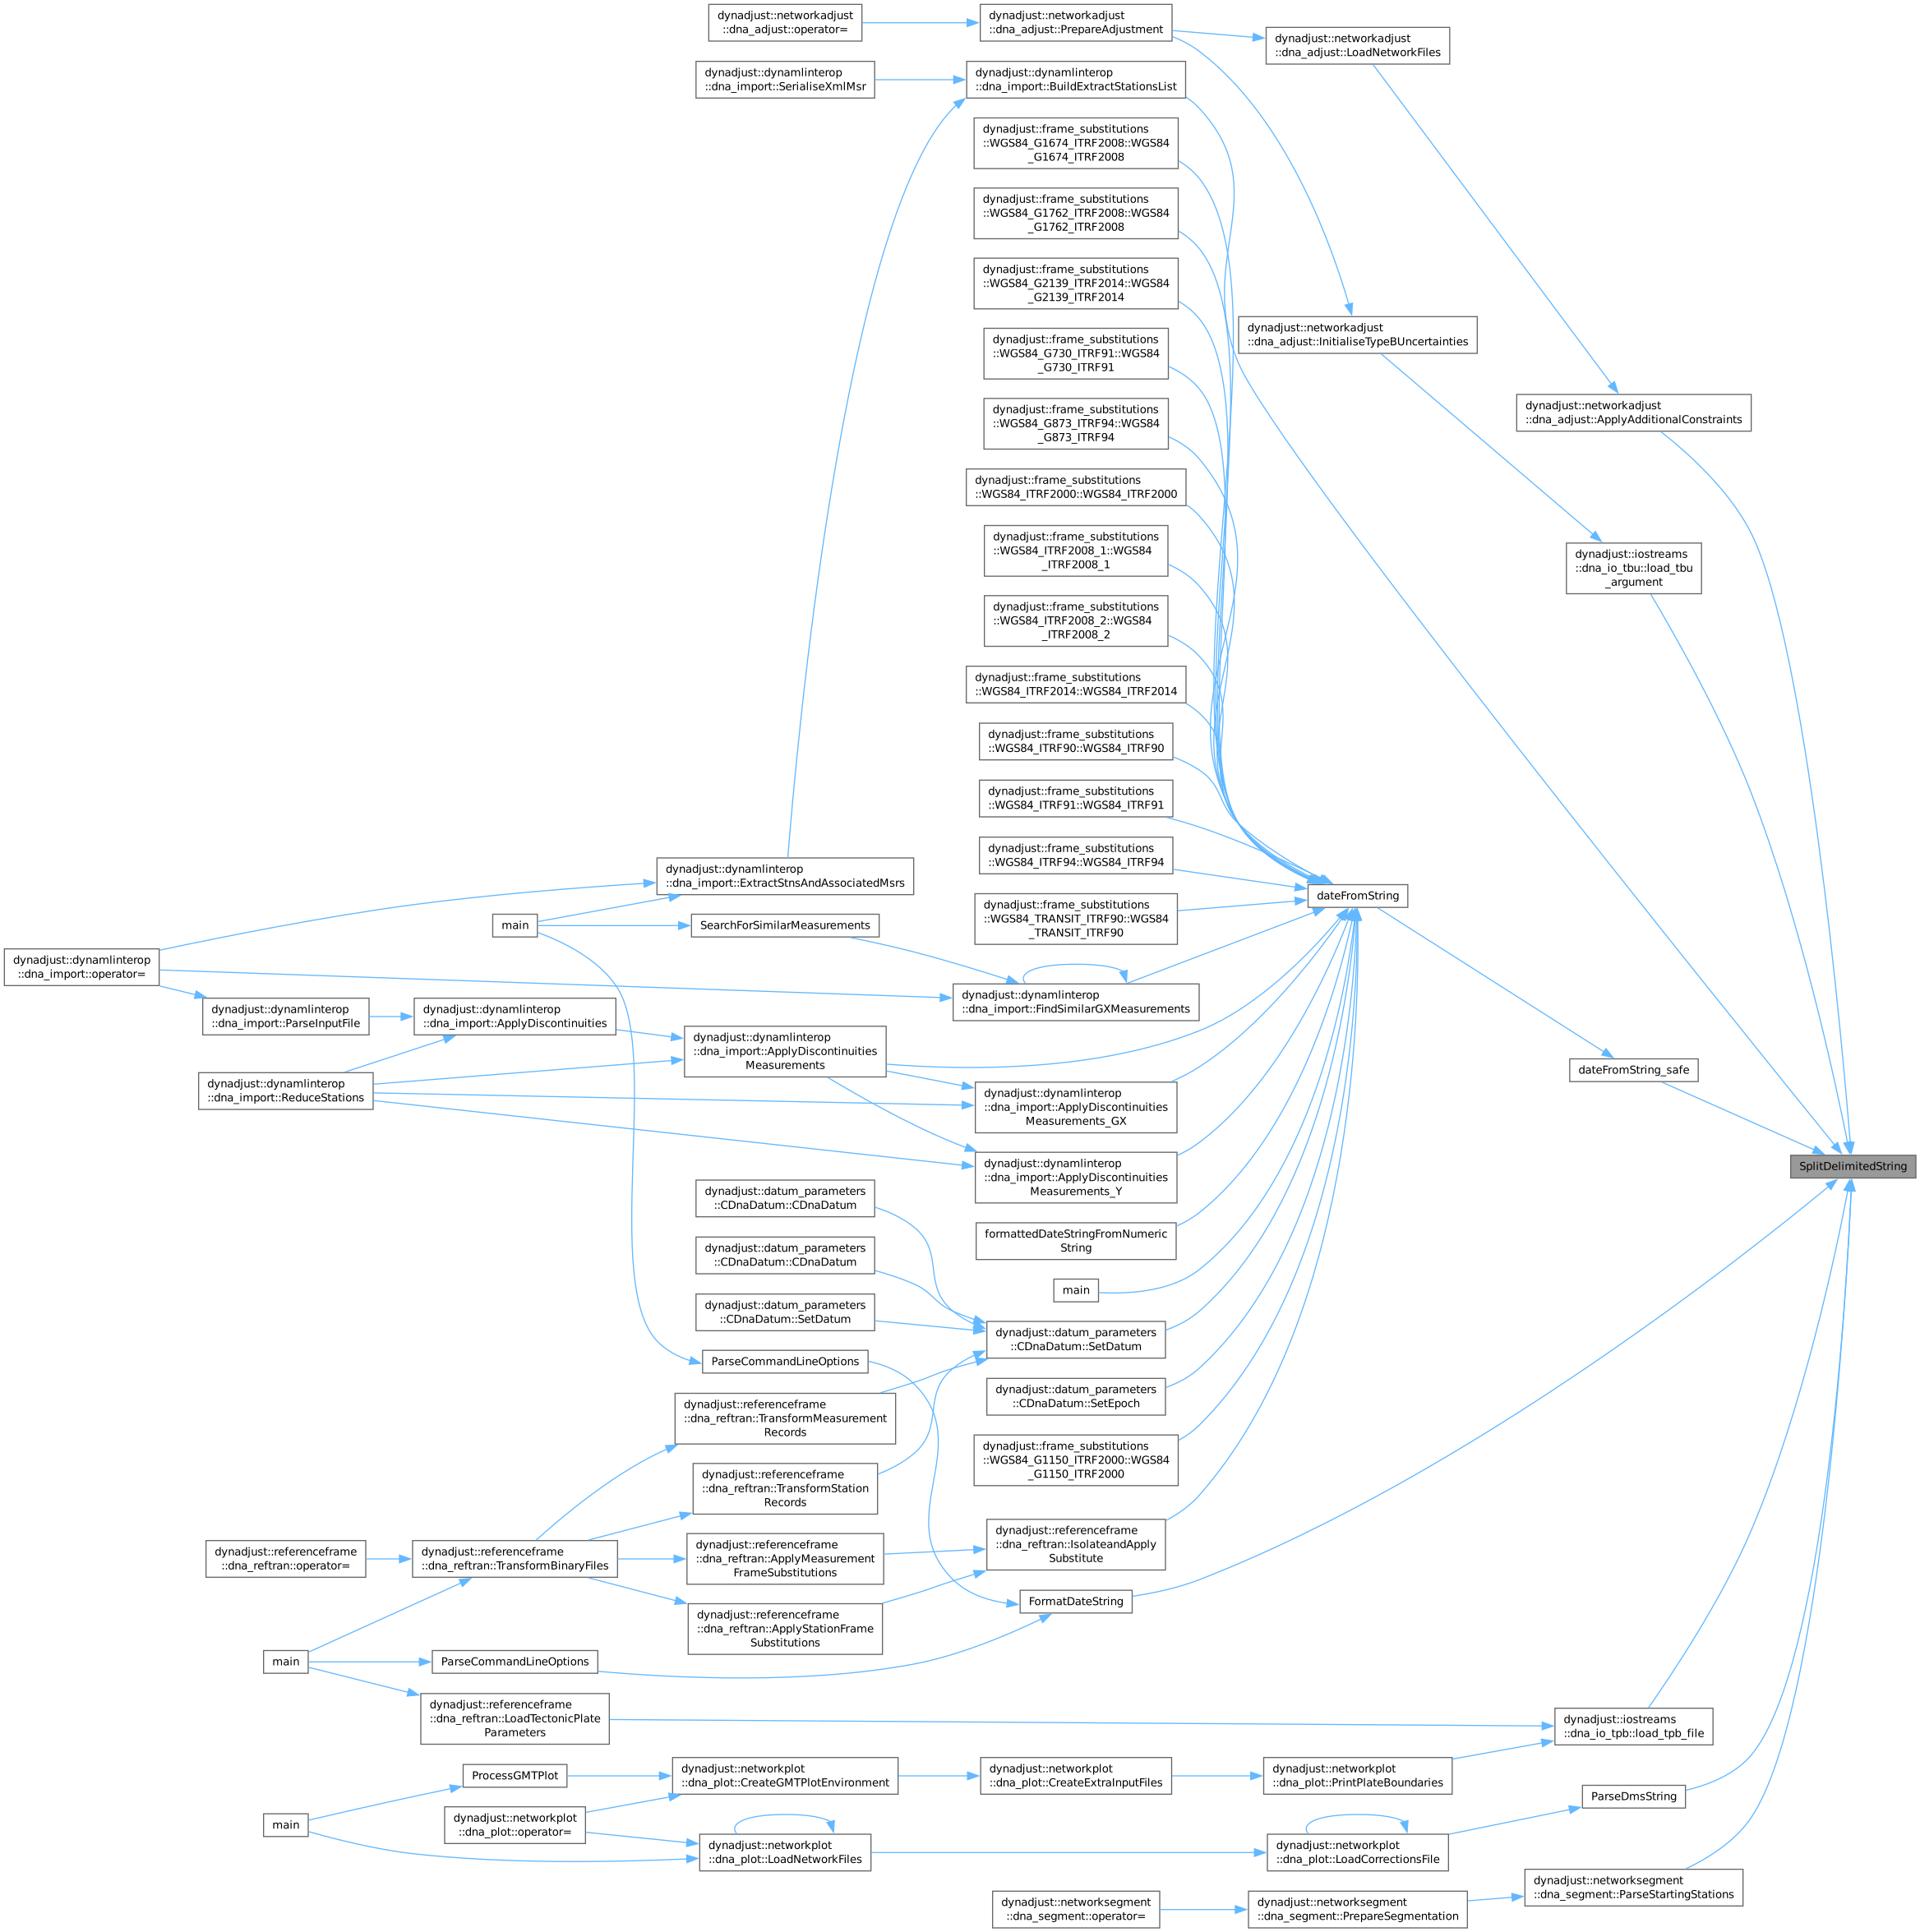 dynadjust::networkadjust
::dna_adjust::operator=
dynadjust::networkadjust
::dna_adjust::PrepareAdjustment
dynadjust::networkadjust
::dna_adjust::LoadNetworkFiles
dynadjust::dynamlinterop
::dna_import::SerialiseXmlMsr
dynadjust::dynamlinterop
::dna_import::BuildExtractStationsList
dynadjust::frame_substitutions
::WGS84_G1674_ITRF2008::WGS84
_G1674_ITRF2008
dynadjust::frame_substitutions
::WGS84_G1762_ITRF2008::WGS84
_G1762_ITRF2008
dynadjust::frame_substitutions
::WGS84_G2139_ITRF2014::WGS84
_G2139_ITRF2014
dynadjust::networkadjust
::dna_adjust::InitialiseTypeBUncertainties
dynadjust::frame_substitutions
::WGS84_G730_ITRF91::WGS84
_G730_ITRF91
dynadjust::networkadjust
::dna_adjust::ApplyAdditionalConstraints
dynadjust::frame_substitutions
::WGS84_G873_ITRF94::WGS84
_G873_ITRF94
dynadjust::frame_substitutions
::WGS84_ITRF2000::WGS84_ITRF2000
dynadjust::frame_substitutions
::WGS84_ITRF2008_1::WGS84
_ITRF2008_1
dynadjust::iostreams
::dna_io_tbu::load_tbu
_argument
dynadjust::frame_substitutions
::WGS84_ITRF2008_2::WGS84
_ITRF2008_2
dynadjust::frame_substitutions
::WGS84_ITRF2014::WGS84_ITRF2014
dynadjust::frame_substitutions
::WGS84_ITRF90::WGS84_ITRF90
dynadjust::frame_substitutions
::WGS84_ITRF91::WGS84_ITRF91
dynadjust::frame_substitutions
::WGS84_ITRF94::WGS84_ITRF94
dynadjust::dynamlinterop
::dna_import::ExtractStnsAndAssociatedMsrs
dateFromString
dynadjust::frame_substitutions
::WGS84_TRANSIT_ITRF90::WGS84
_TRANSIT_ITRF90
main
SearchForSimilarMeasurements
dynadjust::dynamlinterop
::dna_import::operator=
dynadjust::dynamlinterop
::dna_import::FindSimilarGXMeasurements
dynadjust::dynamlinterop
::dna_import::ParseInputFile
dynadjust::dynamlinterop
::dna_import::ApplyDiscontinuities
dynadjust::dynamlinterop
::dna_import::ApplyDiscontinuities
Measurements
dateFromString_safe
dynadjust::dynamlinterop
::dna_import::ReduceStations
dynadjust::dynamlinterop
::dna_import::ApplyDiscontinuities
Measurements_GX
SplitDelimitedString
dynadjust::dynamlinterop
::dna_import::ApplyDiscontinuities
Measurements_Y
dynadjust::datum_parameters
::CDnaDatum::CDnaDatum
formattedDateStringFromNumeric
String
dynadjust::datum_parameters
::CDnaDatum::CDnaDatum
main
dynadjust::datum_parameters
::CDnaDatum::SetDatum
dynadjust::datum_parameters
::CDnaDatum::SetDatum
ParseCommandLineOptions
dynadjust::datum_parameters
::CDnaDatum::SetEpoch
dynadjust::referenceframe
::dna_reftran::TransformMeasurement
Records
dynadjust::frame_substitutions
::WGS84_G1150_ITRF2000::WGS84
_G1150_ITRF2000
dynadjust::referenceframe
::dna_reftran::TransformStation
Records
dynadjust::referenceframe
::dna_reftran::operator=
dynadjust::referenceframe
::dna_reftran::TransformBinaryFiles
dynadjust::referenceframe
::dna_reftran::ApplyMeasurement
FrameSubstitutions
dynadjust::referenceframe
::dna_reftran::IsolateandApply
Substitute
dynadjust::referenceframe
::dna_reftran::ApplyStationFrame
Substitutions
FormatDateString
main
ParseCommandLineOptions
dynadjust::referenceframe
::dna_reftran::LoadTectonicPlate
Parameters
dynadjust::iostreams
::dna_io_tpb::load_tpb_file
ProcessGMTPlot
dynadjust::networkplot
::dna_plot::CreateGMTPlotEnvironment
dynadjust::networkplot
::dna_plot::CreateExtraInputFiles
dynadjust::networkplot
::dna_plot::PrintPlateBoundaries
ParseDmsString
main
dynadjust::networkplot
::dna_plot::operator=
dynadjust::networkplot
::dna_plot::LoadNetworkFiles
dynadjust::networkplot
::dna_plot::LoadCorrectionsFile
dynadjust::networksegment
::dna_segment::ParseStartingStations
dynadjust::networksegment
::dna_segment::operator=
dynadjust::networksegment
::dna_segment::PrepareSegmentation